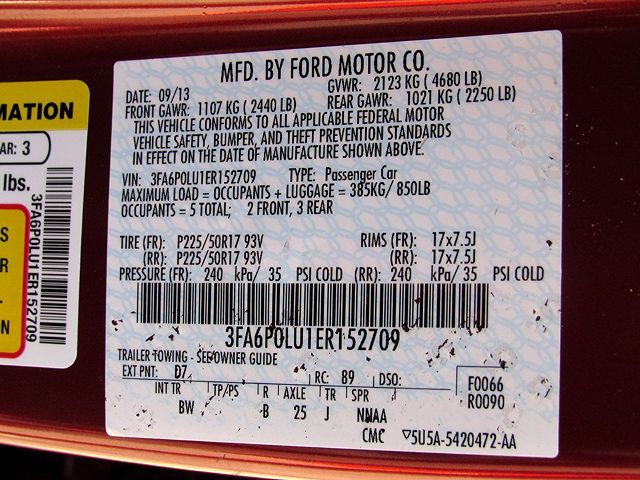 MATION
AR: 3
lbs.
S
R
L-
N
3FA6P0LU1ER152709
MFD. BY FORD MOTOR CO.
DATE: 09/13 GVWR: 2123 KG ( 4680 LB)
FRONT GAWR: 1107 KG ( 2440 LB) REAR GAWR: 1021 KG ( 2250 LB)
THIS VEHICLE CONFORMS TO ALL APPLICABLE FEDERAL MOTOR
VEHICLE SAFETY, BUMPER, AND THEFT PREVENTION STANDARDS
IN EFFECT ON THE DATE OF MANUFACTURE SHOWN ABOVE.
VIN: 3FA6P0LU1ER152709 TYPE: Passenger Car
MAXIMUM LOAD = OCCUPANTS + LUGGAGE = 385KG/ 850LB
OCCUPANTS = 5 TOTAL; 2 FRONT, 3 REAR
TIRE (FR): P225/50R17 93V RIMS (FR): 17x7.5J
(RR): P225/50R17 93V (RR): 17x7.5J
PRESSURE (FR): 240 kPa/ 35 PSI COLD (RR): 240 kPa/ 35 PSI COLD
3FA6P0LU1ER152709
TRAILER TOWING - SEE OWNER GUIDE
EXT PNT: D7 RC: 89 DSO: F0066
INT TR TP/PS R AXLE TR SPR R0090
BW B 25 J NNAA
CMC ▽5U5A-5420472-AA